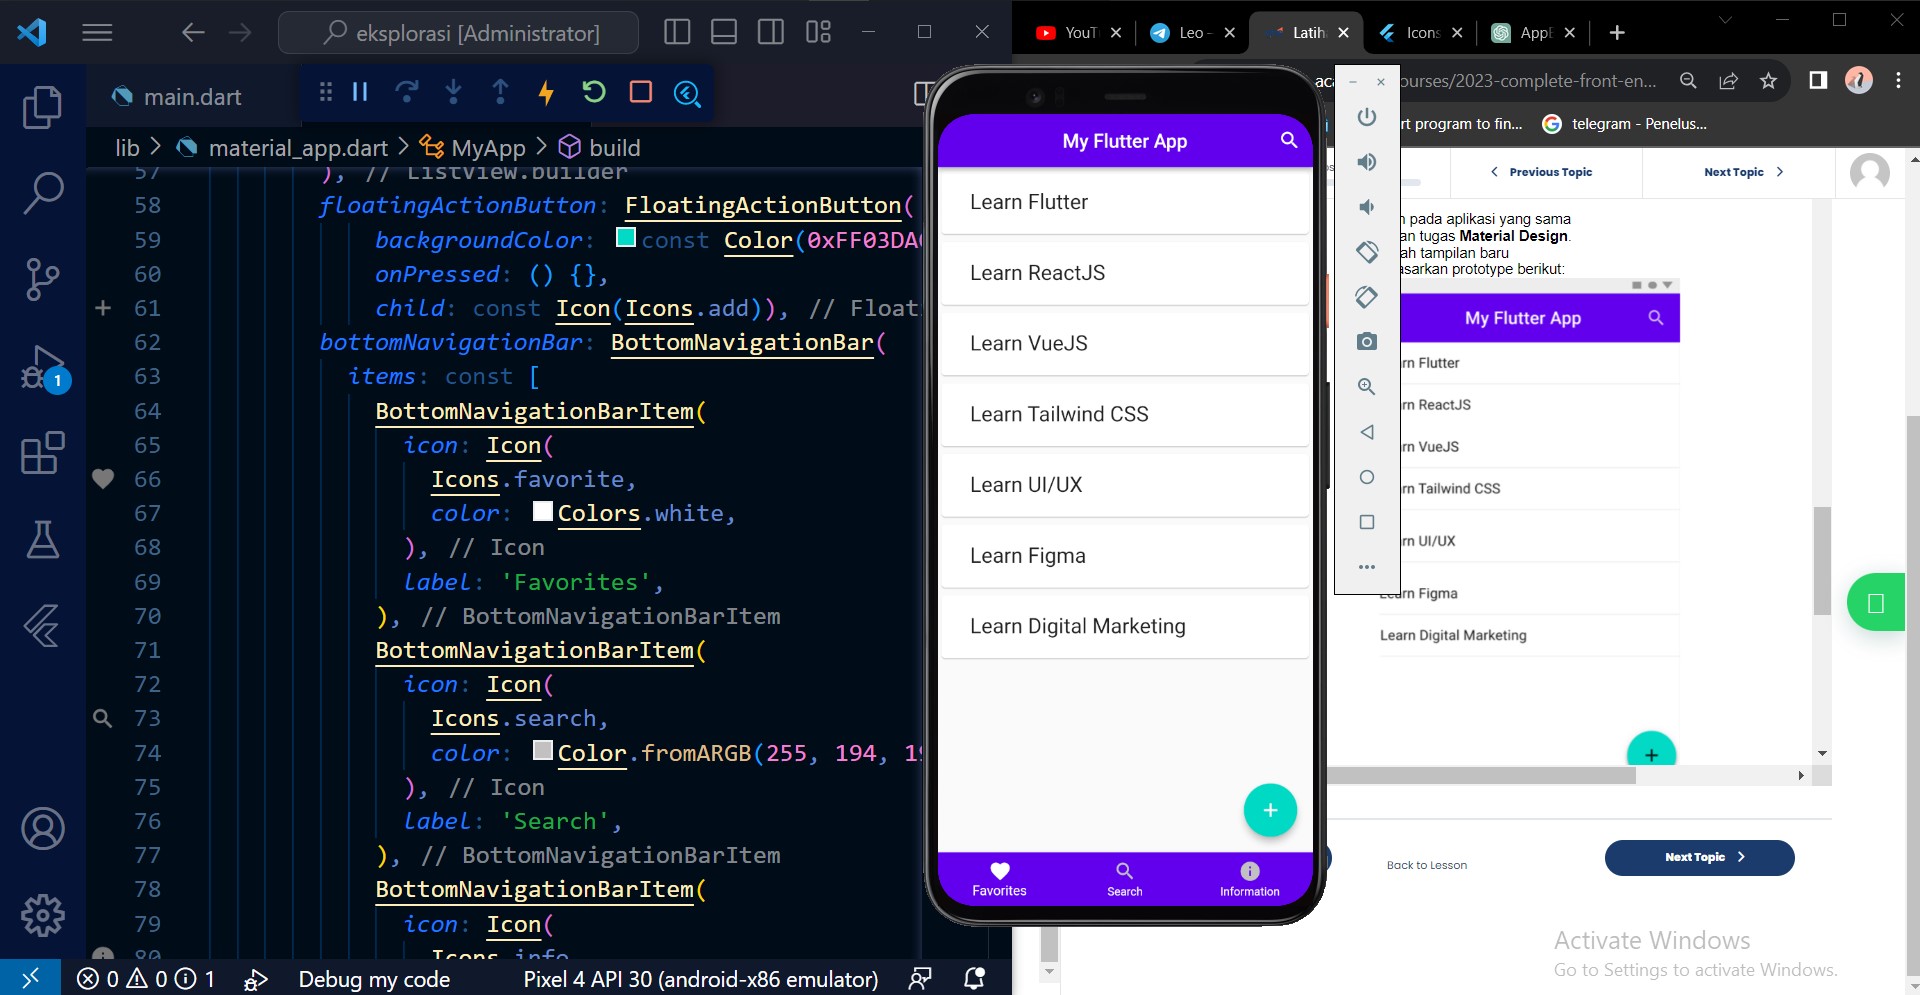 eksplorasi [Administrator]
main.dart
lib > material_app.dart > MyApp > build
57 ), // ListView.builder
58 floatingActionButton: FloatingActionButton(
59 backgroundColor: const Color(0xFF03DA
60 onPressed: () {},
61 child: const Icon(Icons.add)), // Float
62 bottomNavigationBar: BottomNavigationBar(
63 items: const [
64 BottomNavigationBarItem(
65 icon: Icon(
66 Icons.favorite,
67 color: Colors.white,
68 ), // Icon
69 label: 'Favorites',
70 ), // BottomNavigationBarItem
71 BottomNavigationBarItem(
72 icon: Icon(
73 Icons.search,
74 color: Color.fromARGB(255, 194, 19
75 ), // Icon
76 label: 'Search',
77 ), // BottomNavigationBarItem
78 BottomNavigationBarItem(
79 icon: Icon(
80 Icons.info
1
0 0 1 Debug my code Pixel 4 API 30 (android-x86 emulator)
My Flutter App
Learn Flutter
Learn ReactJS
Learn VueJS
Learn Tailwind CSS
Learn UI/UX
Learn Figma
Learn Digital Marketing
+
Favorites
Search
Information
YouT
Leo -
Latih
Icons
AppB
ourses/2023-complete-front-en...
rt program to fin...
telegram - Penelus...
Previous Topic
Next Topic
n pada aplikasi yang sama
an tugas Material Design.
ah tampilan baru
asarkan prototype berikut:
My Flutter App
rn Flutter
rn ReactJS
rn VueJS
rn Tailwind CSS
rn UI/UX
Learn Figma
Learn Digital Marketing
+
Back to Lesson
Next Topic
Activate Windows
Go to Settings to activate Windows.